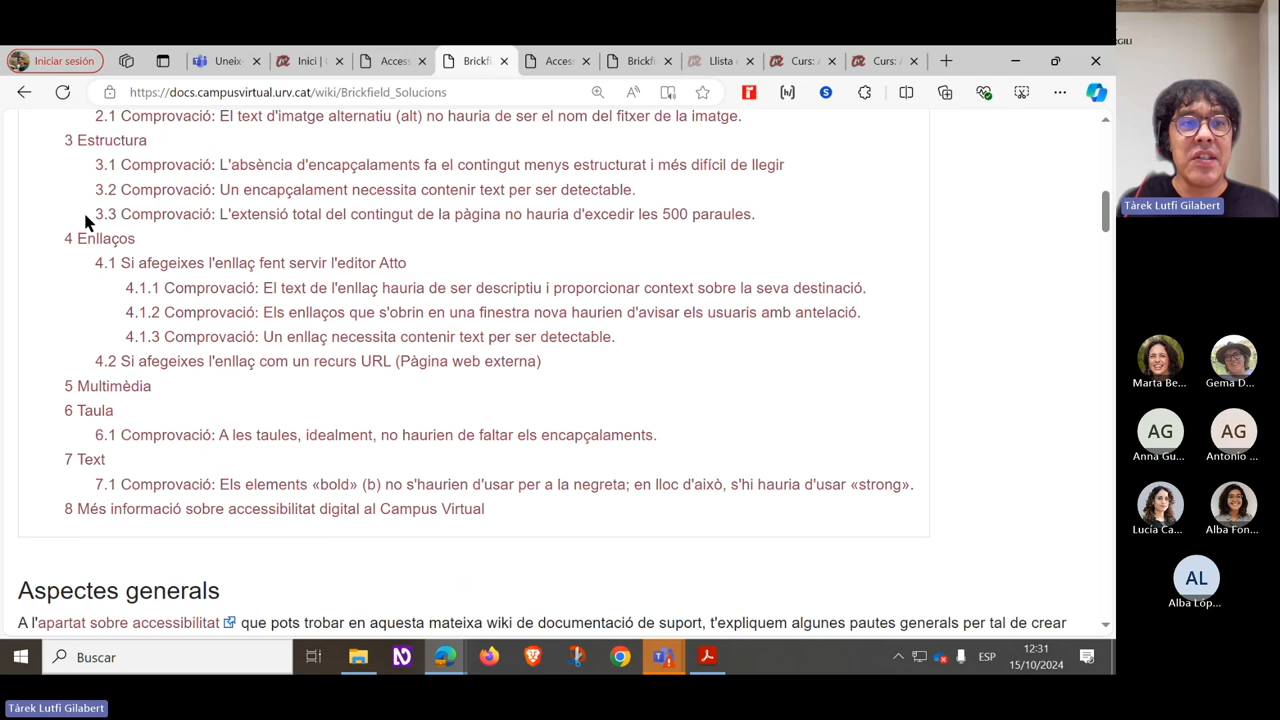 Iniciar sesión
Uneix-
Inici |
Access
Brickfi
Acces
Brickf
Llista
Curs: A
Curs: /
https://docs.campusvirtual.urv.cat/wiki/Brickfield_Solucions
2.1 Comprovació: El text d'imatge alternatiu (alt) no hauria de ser el nom del fitxer de la imatge.
3 Estructura
3.1 Comprovació: L'absència d'encapçalaments fa el contingut menys estructurat i més difícil de llegir
3.2 Comprovació: Un encapçalament necessita contenir text per ser detectable.
3.3 Comprovació: L'extensió total del contingut de la pàgina no hauria d'excedir les 500 paraules.
4 Enllaços
4.1 Si afegeixes l'enllaç fent servir l'editor Atto
4.1.1 Comprovació: El text de l'enllaç hauria de ser descriptiu i proporcionar context sobre la seva destinació.
4.1.2 Comprovació: Els enllaços que s'obrin en una finestra nova haurien d'avisar els usuaris amb antelació.
4.1.3 Comprovació: Un enllaç necessita contenir text per ser detectable.
4.2 Si afegeixes l'enllaç com un recurs URL (Pàgina web externa)
5 Multimèdia
6 Taula
6.1 Comprovació: A les taules, idealment, no haurien de faltar els encapçalaments.
7 Text
7.1 Comprovació: Els elements «bold» (b) no s'haurien d'usar per a la negreta; en lloc d'això, s'hi hauria d'usar «strong».
8 Més informació sobre accessibilitat digital al Campus Virtual
Aspectes generals
A l'apartat sobre accessibilitat que pots trobar en aquesta mateixa wiki de documentació de suport, t'expliquem algunes pautes generals per tal de crear
Buscar
ESP
12:31
15/10/2024
Tàrek Lutfi Gilabert
Marta Be...
Gema D...
AG
AG
Anna Gu...
Antonio ...
Lucía Ca...
Alba Fon...
AL
Alba Lóp...
Tàrek Lutfi Gilabert